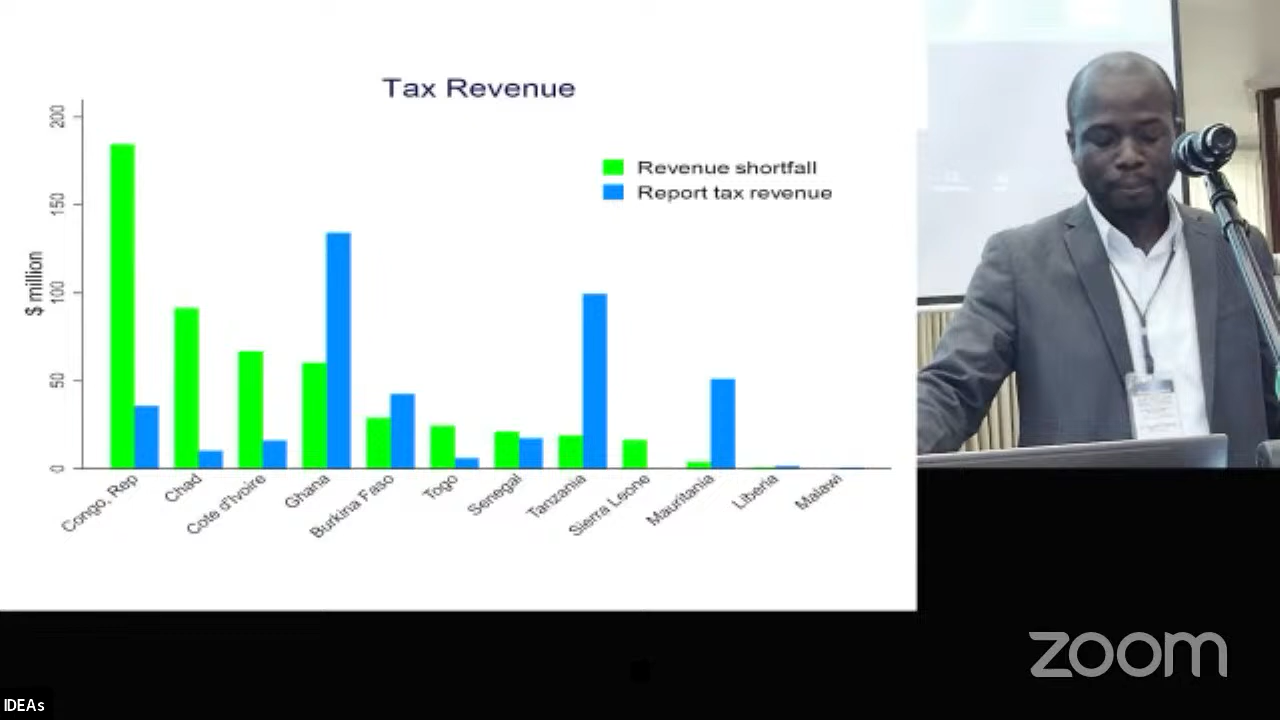 Tax Revenue
200
150
100
50
0
$ million
Revenue shortfall
Report tax revenue
Congo, Rep
Chad
Cote d'Ivoire
Ghana
Burkina Faso
Togo
Senegal
Tanzania
Sierra Leone
Mauritania
Liberia
Malawi
zoom
IDEAs